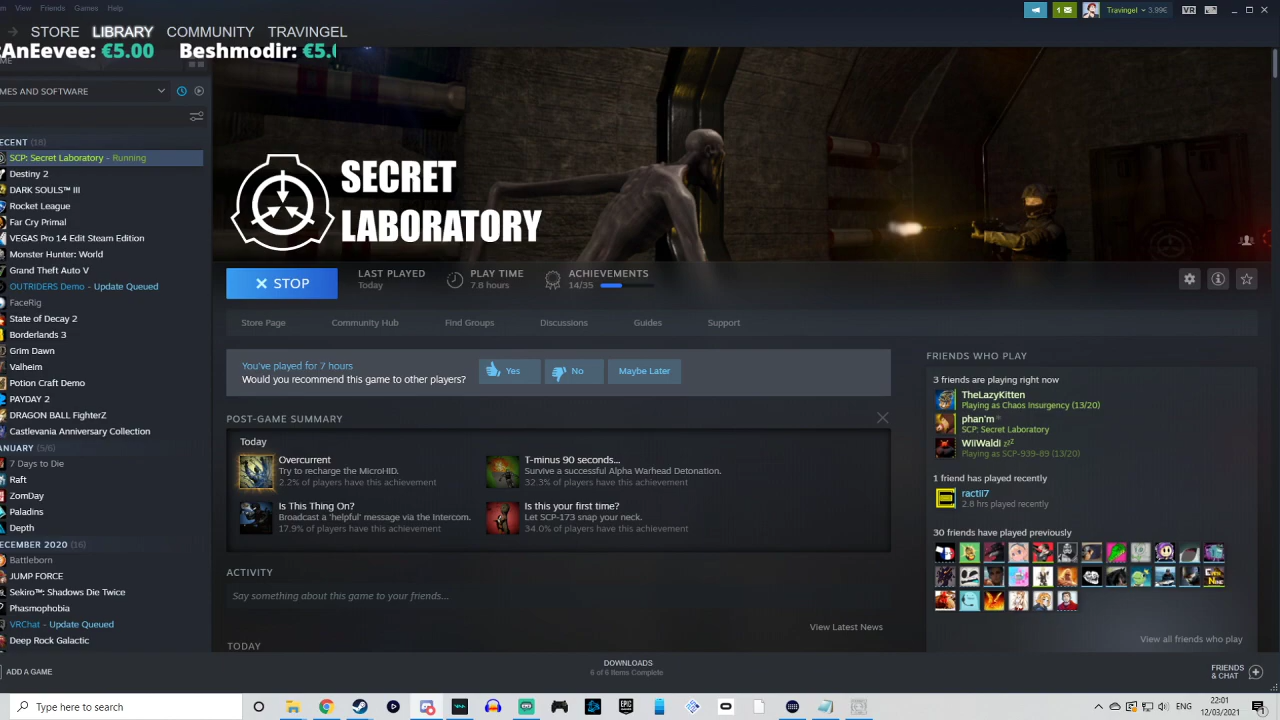 View Friends Games Help
1 Travingel 3.99€ VR
STORE LIBRARY COMMUNITY TRAVINGEL
AnEevee: €5.00 Beshmodir: €5.
MES AND SOFTWARE
ECENT (18)
SCP: Secret Laboratory - Running
Destiny 2
DARK SOULS™ III
Rocket League
Far Cry Primal
VEGAS Pro 14 Edit Steam Edition
Monster Hunter: World
Grand Theft Auto V
OUTRIDERS Demo - Update Queued
FaceRig
State of Decay 2
Borderlands 3
Grim Dawn
Valheim
Potion Craft Demo
PAYDAY 2
DRAGON BALL FighterZ
Castlevania Anniversary Collection
ANUARY (5/6)
7 Days to Die
Raft
ZomDay
Paladins
Depth
ECEMBER 2020 (16)
Battleborn
JUMP FORCE
Sekiro™: Shadows Die Twice
Phasmophobia
VRChat - Update Queued
Deep Rock Galactic
ADD A GAME
SECRET
LABORATORY
STOP
LAST PLAYED
Today
PLAY TIME
7.8 hours
ACHIEVEMENTS
14/35
Store Page Community Hub Find Groups Discussions Guides Support
You've played for 7 hours
Would you recommend this game to other players?
Yes No Maybe Later
POST-GAME SUMMARY
Today
Overcurrent
Try to recharge the MicroHID.
2.2% of players have this achievement
T-minus 90 seconds...
Survive a successful Alpha Warhead Detonation.
32.3% of players have this achievement
Is This Thing On?
Broadcast a 'helpful' message via the Intercom.
17.9% of players have this achievement
Is this your first time?
Let SCP-173 snap your neck.
34.0% of players have this achievement
ACTIVITY
Say something about this game to your friends...
View Latest News
TODAY
FRIENDS WHO PLAY
3 friends are playing right now
TheLazyKitten
Playing as Chaos Insurgency (13/20)
phan'm
SCP: Secret Laboratory
WiiWaldi zzz
Playing as SCP-939-89 (13/20)
1 friend has played recently
ractii7
2.8 hrs played recently
30 friends have played previously
View all friends who play
DOWNLOADS
6 of 6 Items Complete
FRIENDS
& CHAT
Type here to search
EPIC
ENG
22:01
12/03/2021
1